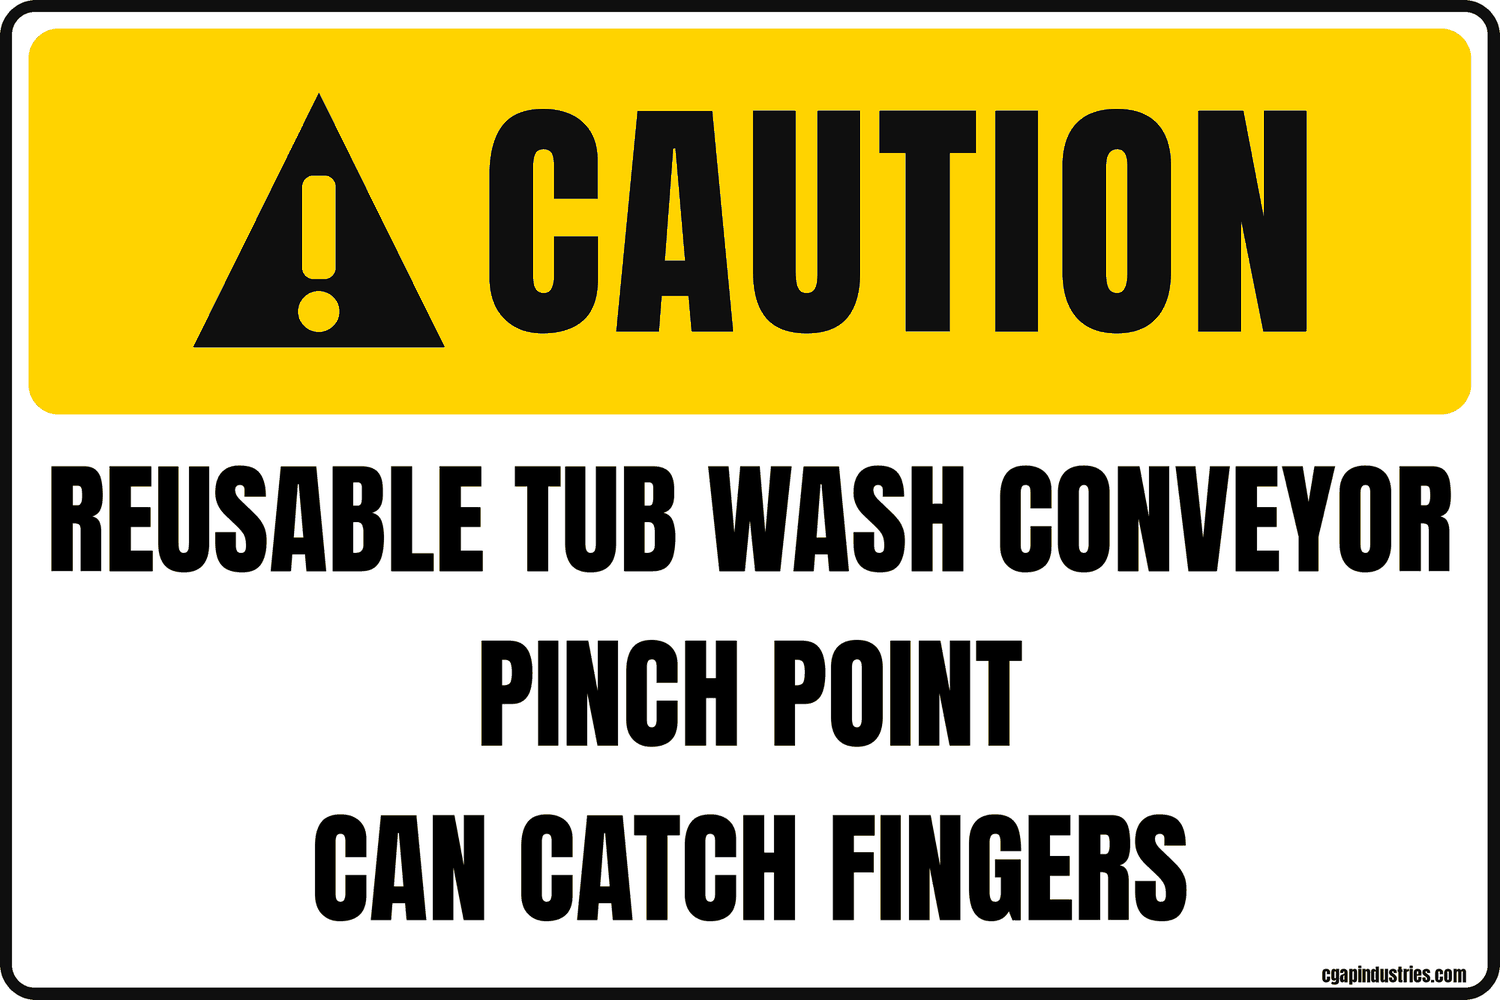 CAUTION
REUSABLE TUB WASH CONVEYOR
PINCH POINT
CAN CATCH FINGERS
cgapindustries.com